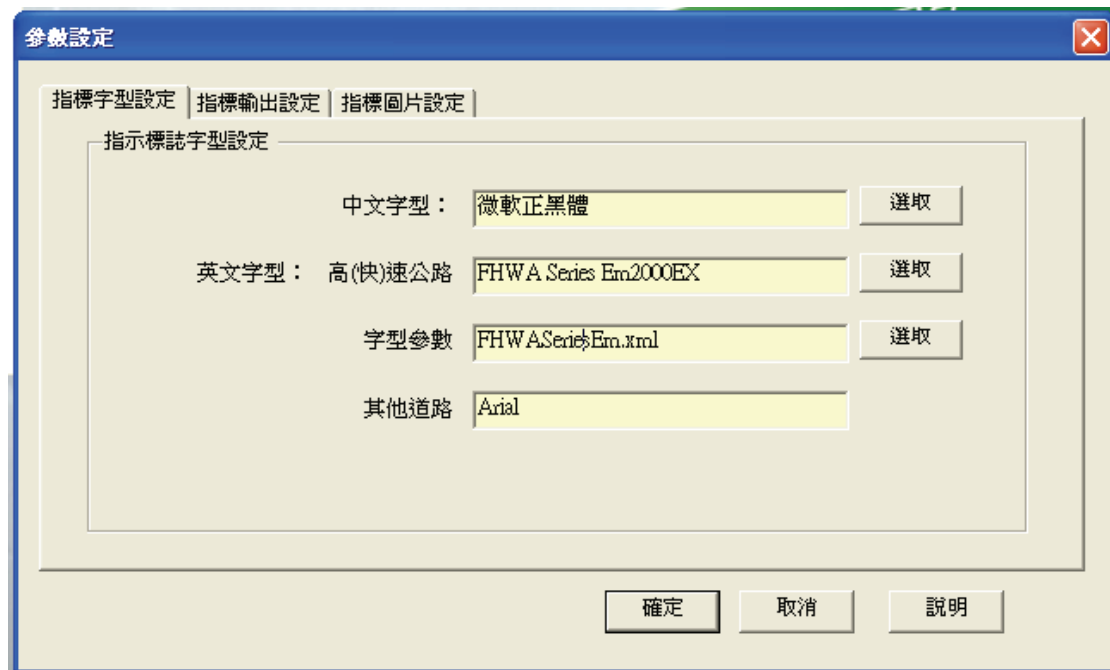 參數設定
指標字型設定 指標輸出設定 指標圖片設定
指示標誌字型設定
中文字型： 微軟正黑體 選取
英文字型： 高(快)速公路 FHWA Series Em2000EX 選取
字型參數 FHWASeriesEm.xml 選取
其他道路 Arial
確定 取消 說明